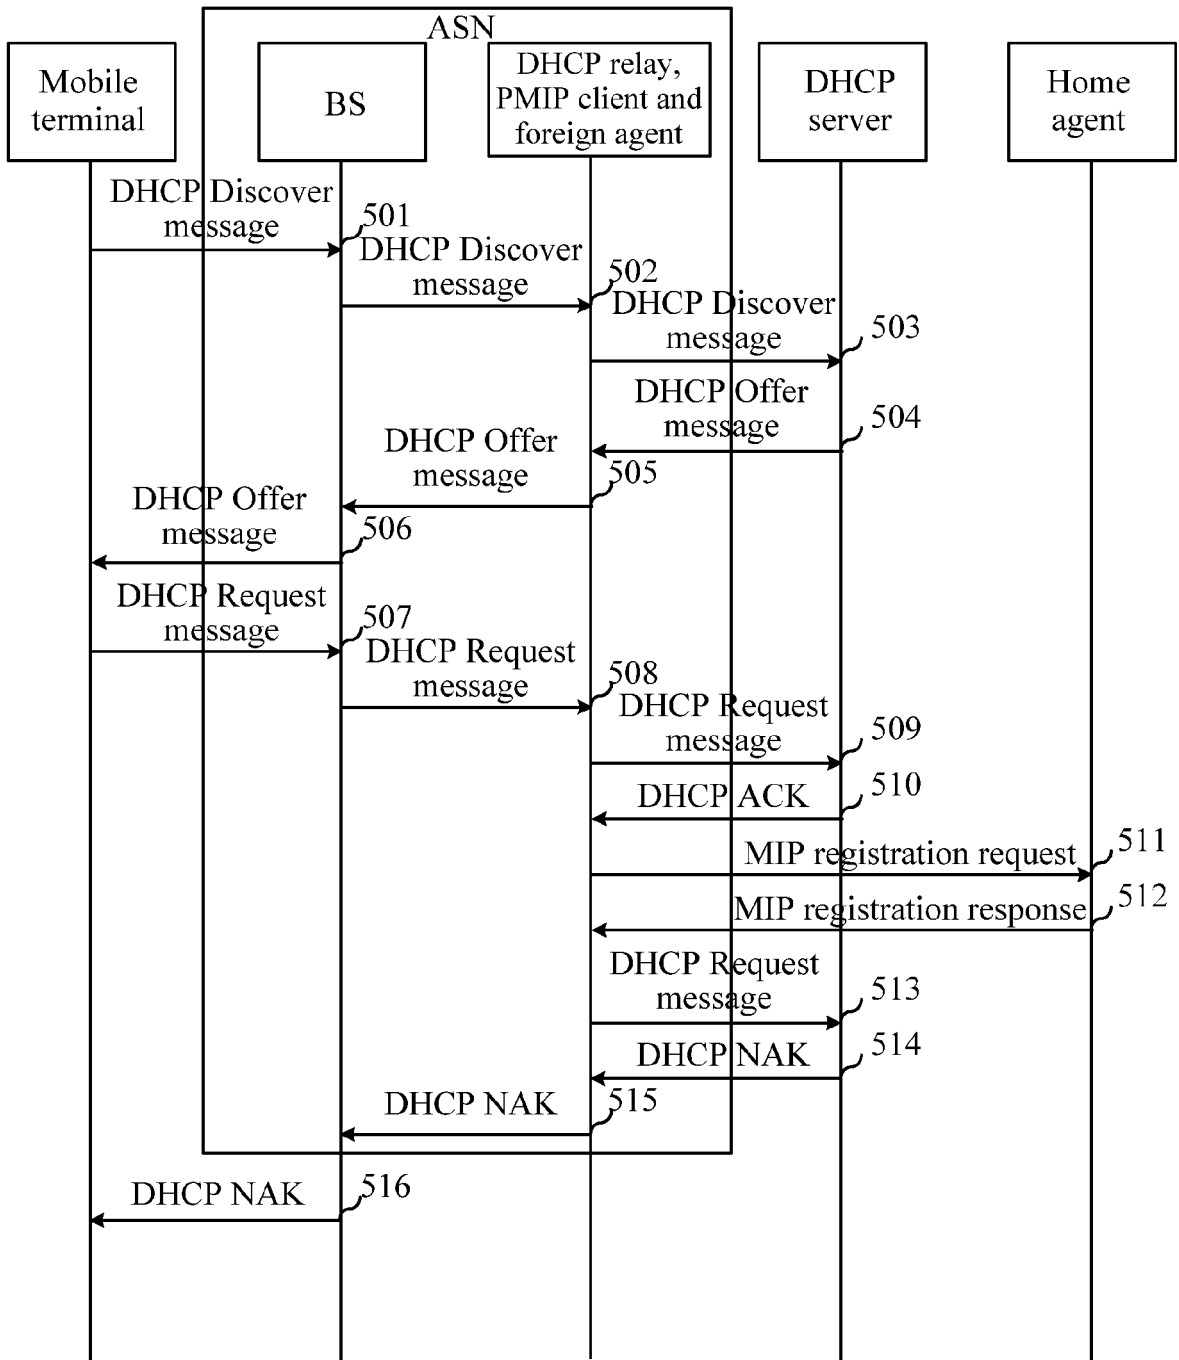 ASN
Mobile
terminal
BS
DHCP relay,
PMIP client and
foreign agent
DHCP
server
Home
agent
DHCP Discover
message
501
DHCP Discover
message
502
DHCP Discover
message
503
DHCP Offer
message
504
DHCP Offer
message
505
DHCP Offer
message
506
DHCP Request
message
507
DHCP Request
message
508
DHCP Request
message
509
DHCP ACK
510
MIP registration request
511
MIP registration response
512
DHCP Request
message
513
DHCP NAK
514
DHCP NAK
515
DHCP NAK
516